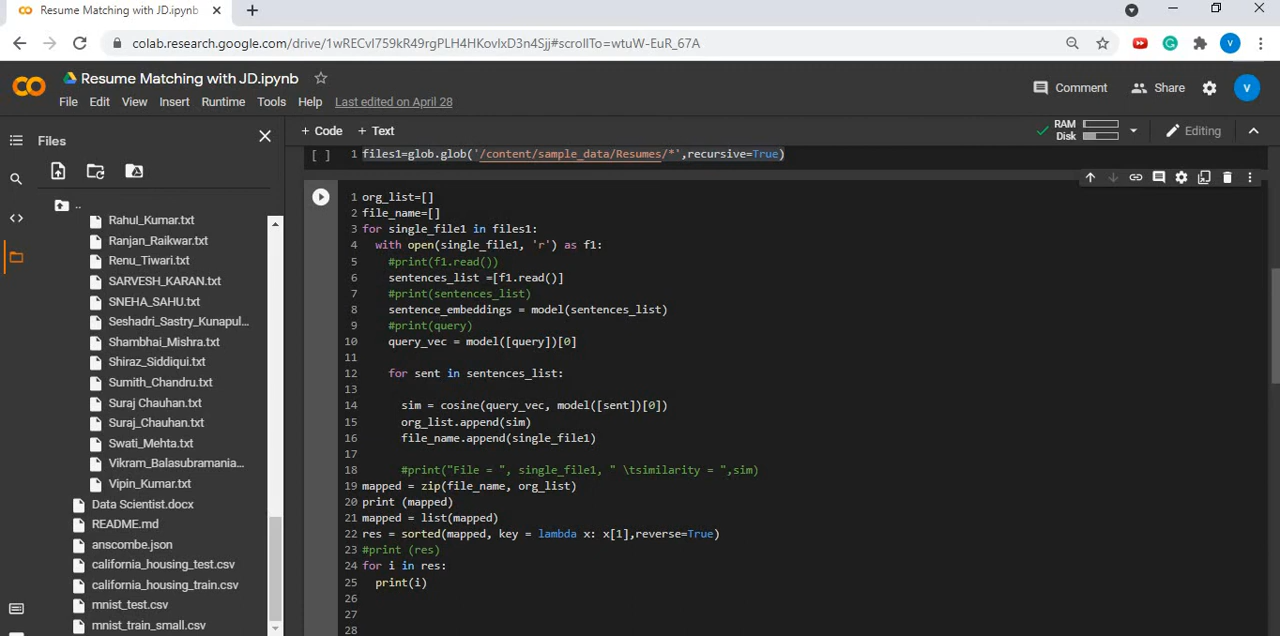 Resume Matching with JD.ipynb
colab.research.google.com/drive/1wRECvI759kR49rgPLH4HKovIxD3n4Sjj#scrollTo=wtuW-EuR_67A
V
Resume Matching with JD.ipynb
File Edit View Insert Runtime Tools Help Last edited on April 28
Comment
Share
V
Files
+ Code + Text
RAM
Disk
Editing
..
Rahul_Kumar.txt
Ranjan_Raikwar.txt
Renu_Tiwari.txt
SARVESH_KARAN.txt
SNEHA_SAHU.txt
Seshadri_Sastry_Kunapul...
Shambhai_Mishra.txt
Shiraz_Siddiqui.txt
Sumith_Chandru.txt
Suraj Chauhan.txt
Suraj_Chauhan.txt
Swati_Mehta.txt
Vikram_Balasubramania...
Vipin_Kumar.txt
Data Scientist.docx
README.md
anscombe.json
california_housing_test.csv
california_housing_train.csv
mnist_test.csv
mnist_train_small.csv
[ ] 1 files1=glob.glob('/content/sample_data/Resumes/*',recursive=True)
1 org_list=[]
2 file_name=[]
3 for single_file1 in files1:
4 with open(single_file1, 'r') as f1:
5 #print(f1.read())
6 sentences_list =[f1.read()]
7 #print(sentences_list)
8 sentence_embeddings = model(sentences_list)
9 #print(query)
10 query_vec = model([query])[0]
11
12 for sent in sentences_list:
13
14 sim = cosine(query_vec, model([sent])[0])
15 org_list.append(sim)
16 file_name.append(single_file1)
17
18 #print("File = ", single_file1, " \tsimilarity = ",sim)
19 mapped = zip(file_name, org_list)
20 print (mapped)
21 mapped = list(mapped)
22 res = sorted(mapped, key = lambda x: x[1],reverse=True)
23 #print (res)
24 for i in res:
25 print(i)
26
27
28